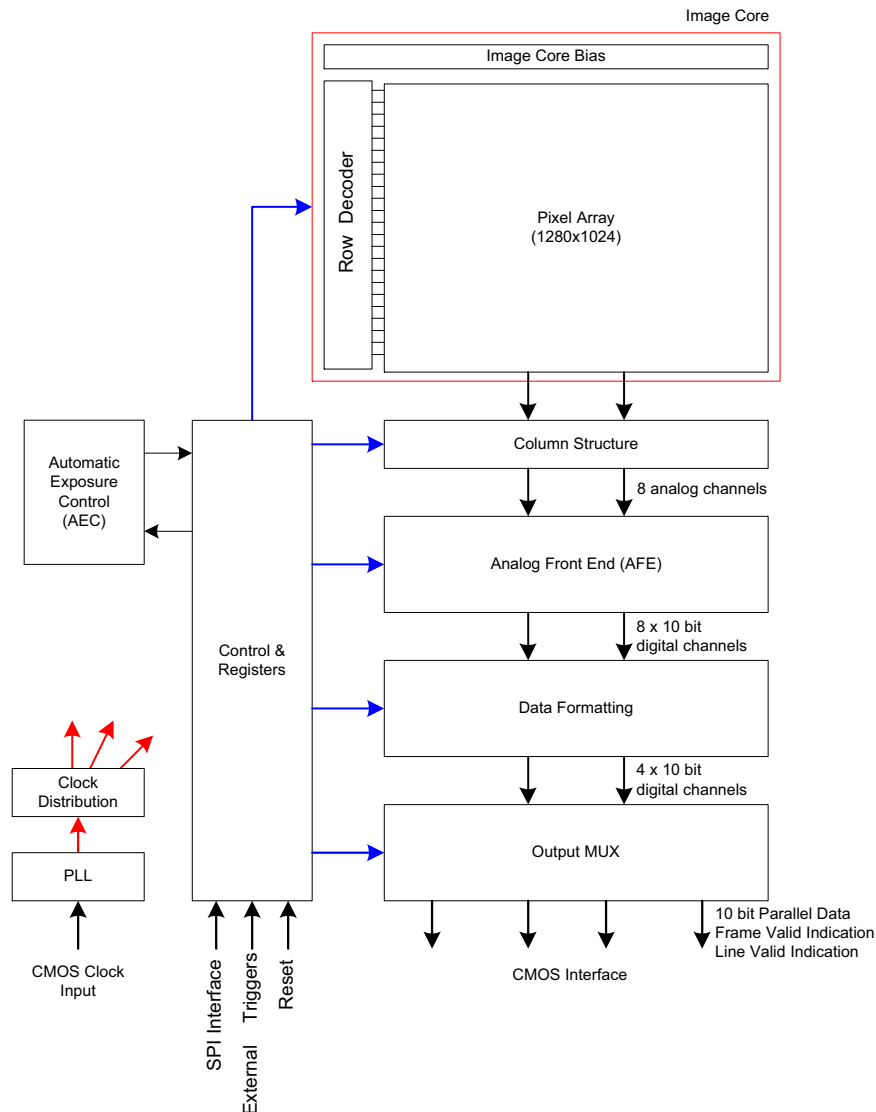 Image Core
Image Core Bias
Row Decoder
Pixel Array
(1280x1024)
Automatic
Exposure
Control
(AEC)
Column Structure
8 analog channels
Analog Front End (AFE)
8 x 10 bit
digital channels
Control &
Registers
Data Formatting
4 x 10 bit
digital channels
Clock
Distribution
Output MUX
PLL
10 bit Parallel Data
Frame Valid Indication
Line Valid Indication
CMOS Clock
Input
SPI Interface
External Triggers
Reset
CMOS Interface